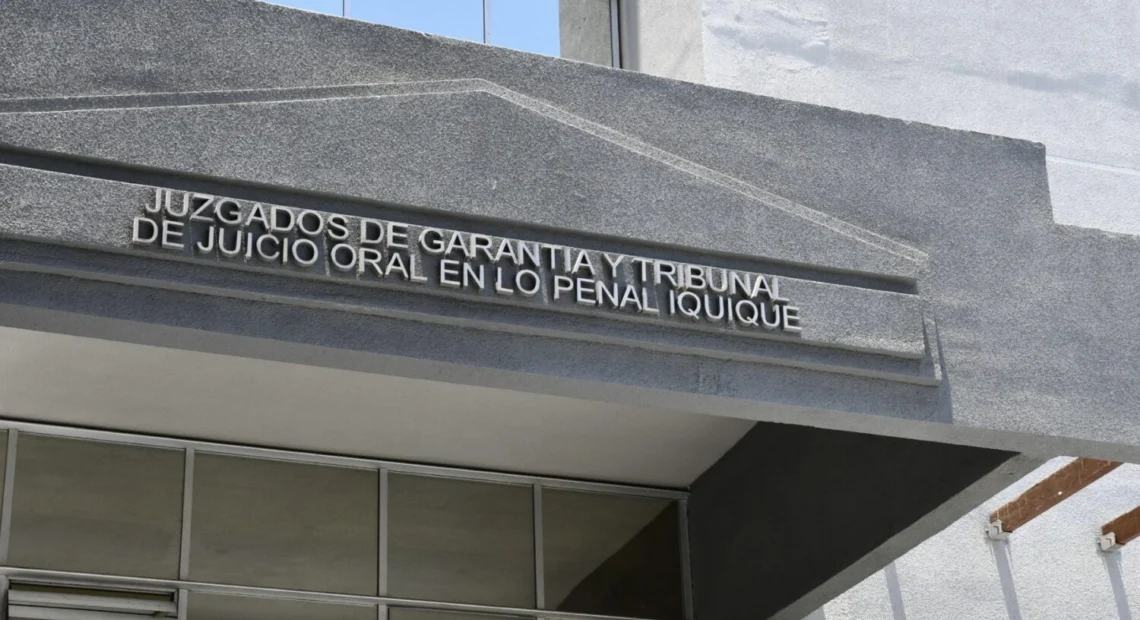 JUZGADOS DE GARANTIA Y TRIBUNAL
DE JUICIO ORAL EN LO PENAL IQUIQUE